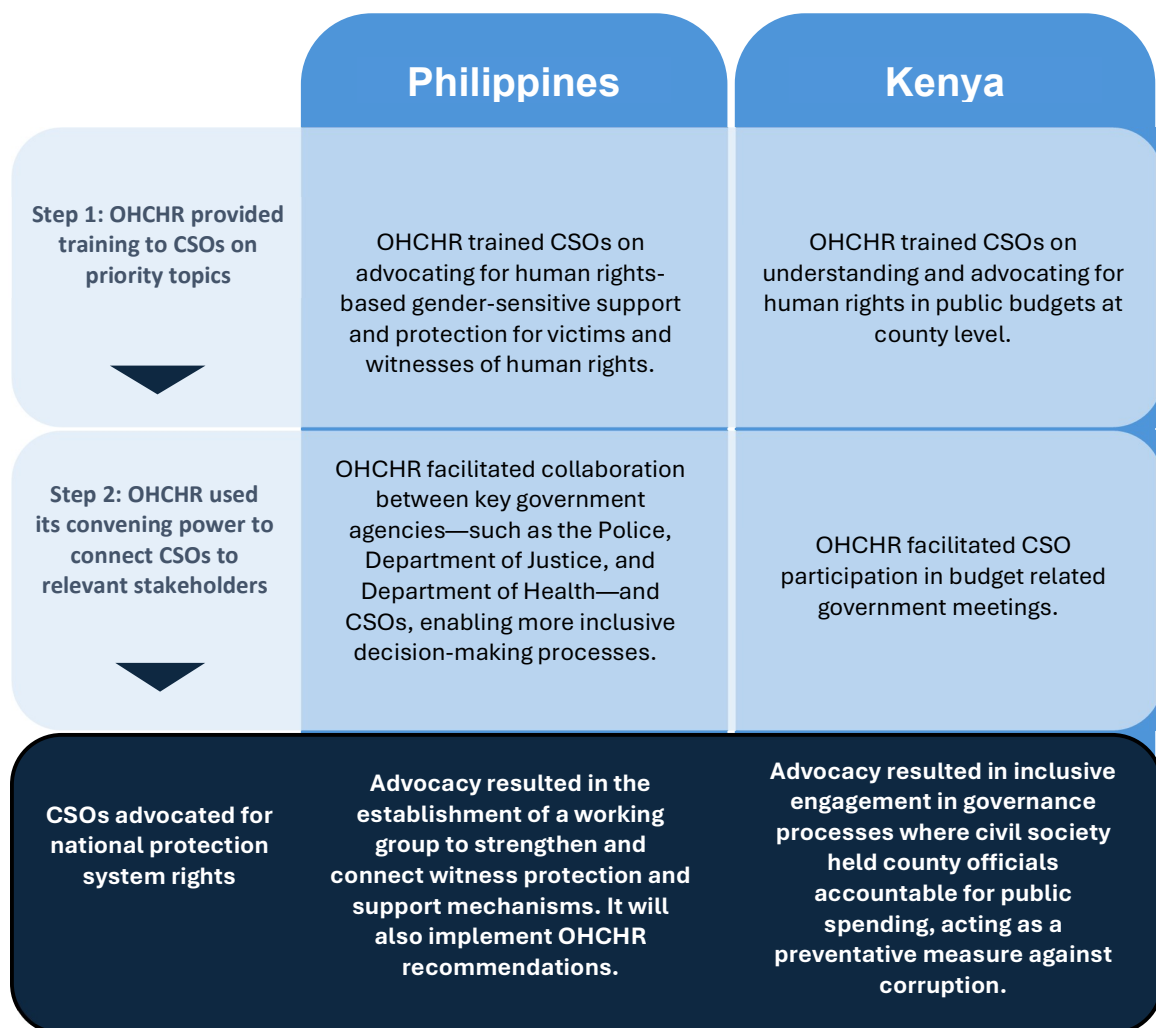 Philippines
Kenya
Step 1: OHCHR provided
training to CSOs on
priority topics
OHCHR trained CSOs on
advocating for human rights-
based gender-sensitive support
and protection for victims and
witnesses of human rights.
OHCHR trained CSOs on
understanding and advocating for
human rights in public budgets at
county level.
Step 2: OHCHR used
its convening power to
connect CSOs to
relevant stakeholders
OHCHR facilitated collaboration
between key government
agencies—such as the Police,
Department of Justice, and
Department of Health—and
CSOs, enabling more inclusive
decision-making processes.
OHCHR facilitated CSO
participation in budget related
government meetings.
CSOs advocated for
national protection
system rights
Advocacy resulted in the
establishment of a working
group to strengthen and
connect witness protection and
support mechanisms. It will
also implement OHCHR
recommendations.
Advocacy resulted in inclusive
engagement in governance
processes where civil society
held county officials
accountable for public
spending, acting as a
preventative measure against
corruption.